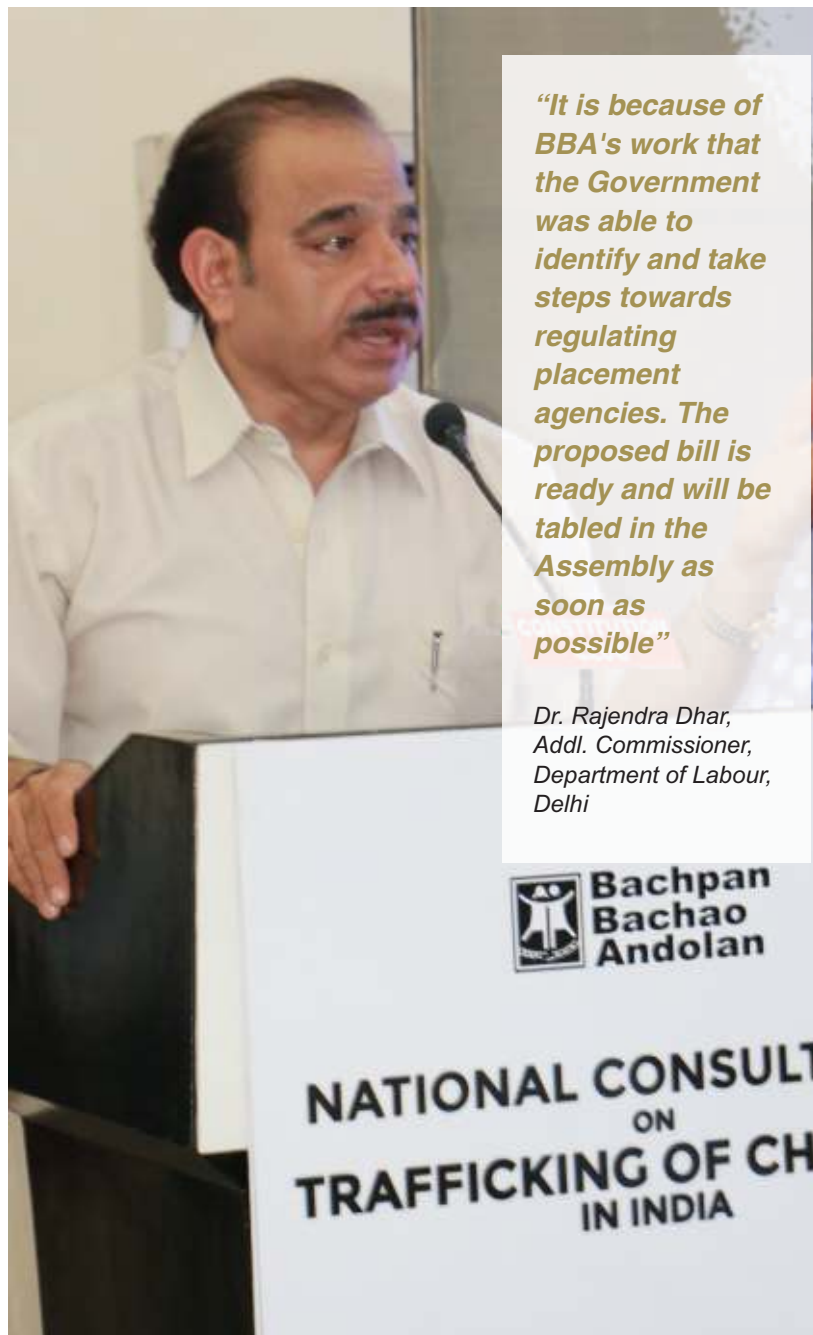 “It is because of
BBA's work that
the Government
was able to
identify and take
steps towards
regulating
placement
agencies. The
proposed bill is
ready and will be
tabled in the
Assembly as
soon as
possible”
Dr. Rajendra Dhar,
Addl. Commissioner,
Department of Labour,
Delhi
CONSTITUTION
Bachpan
Bachao
Andolan
NATIONAL CONSULT
ON
TRAFFICKING OF CH
IN INDIA